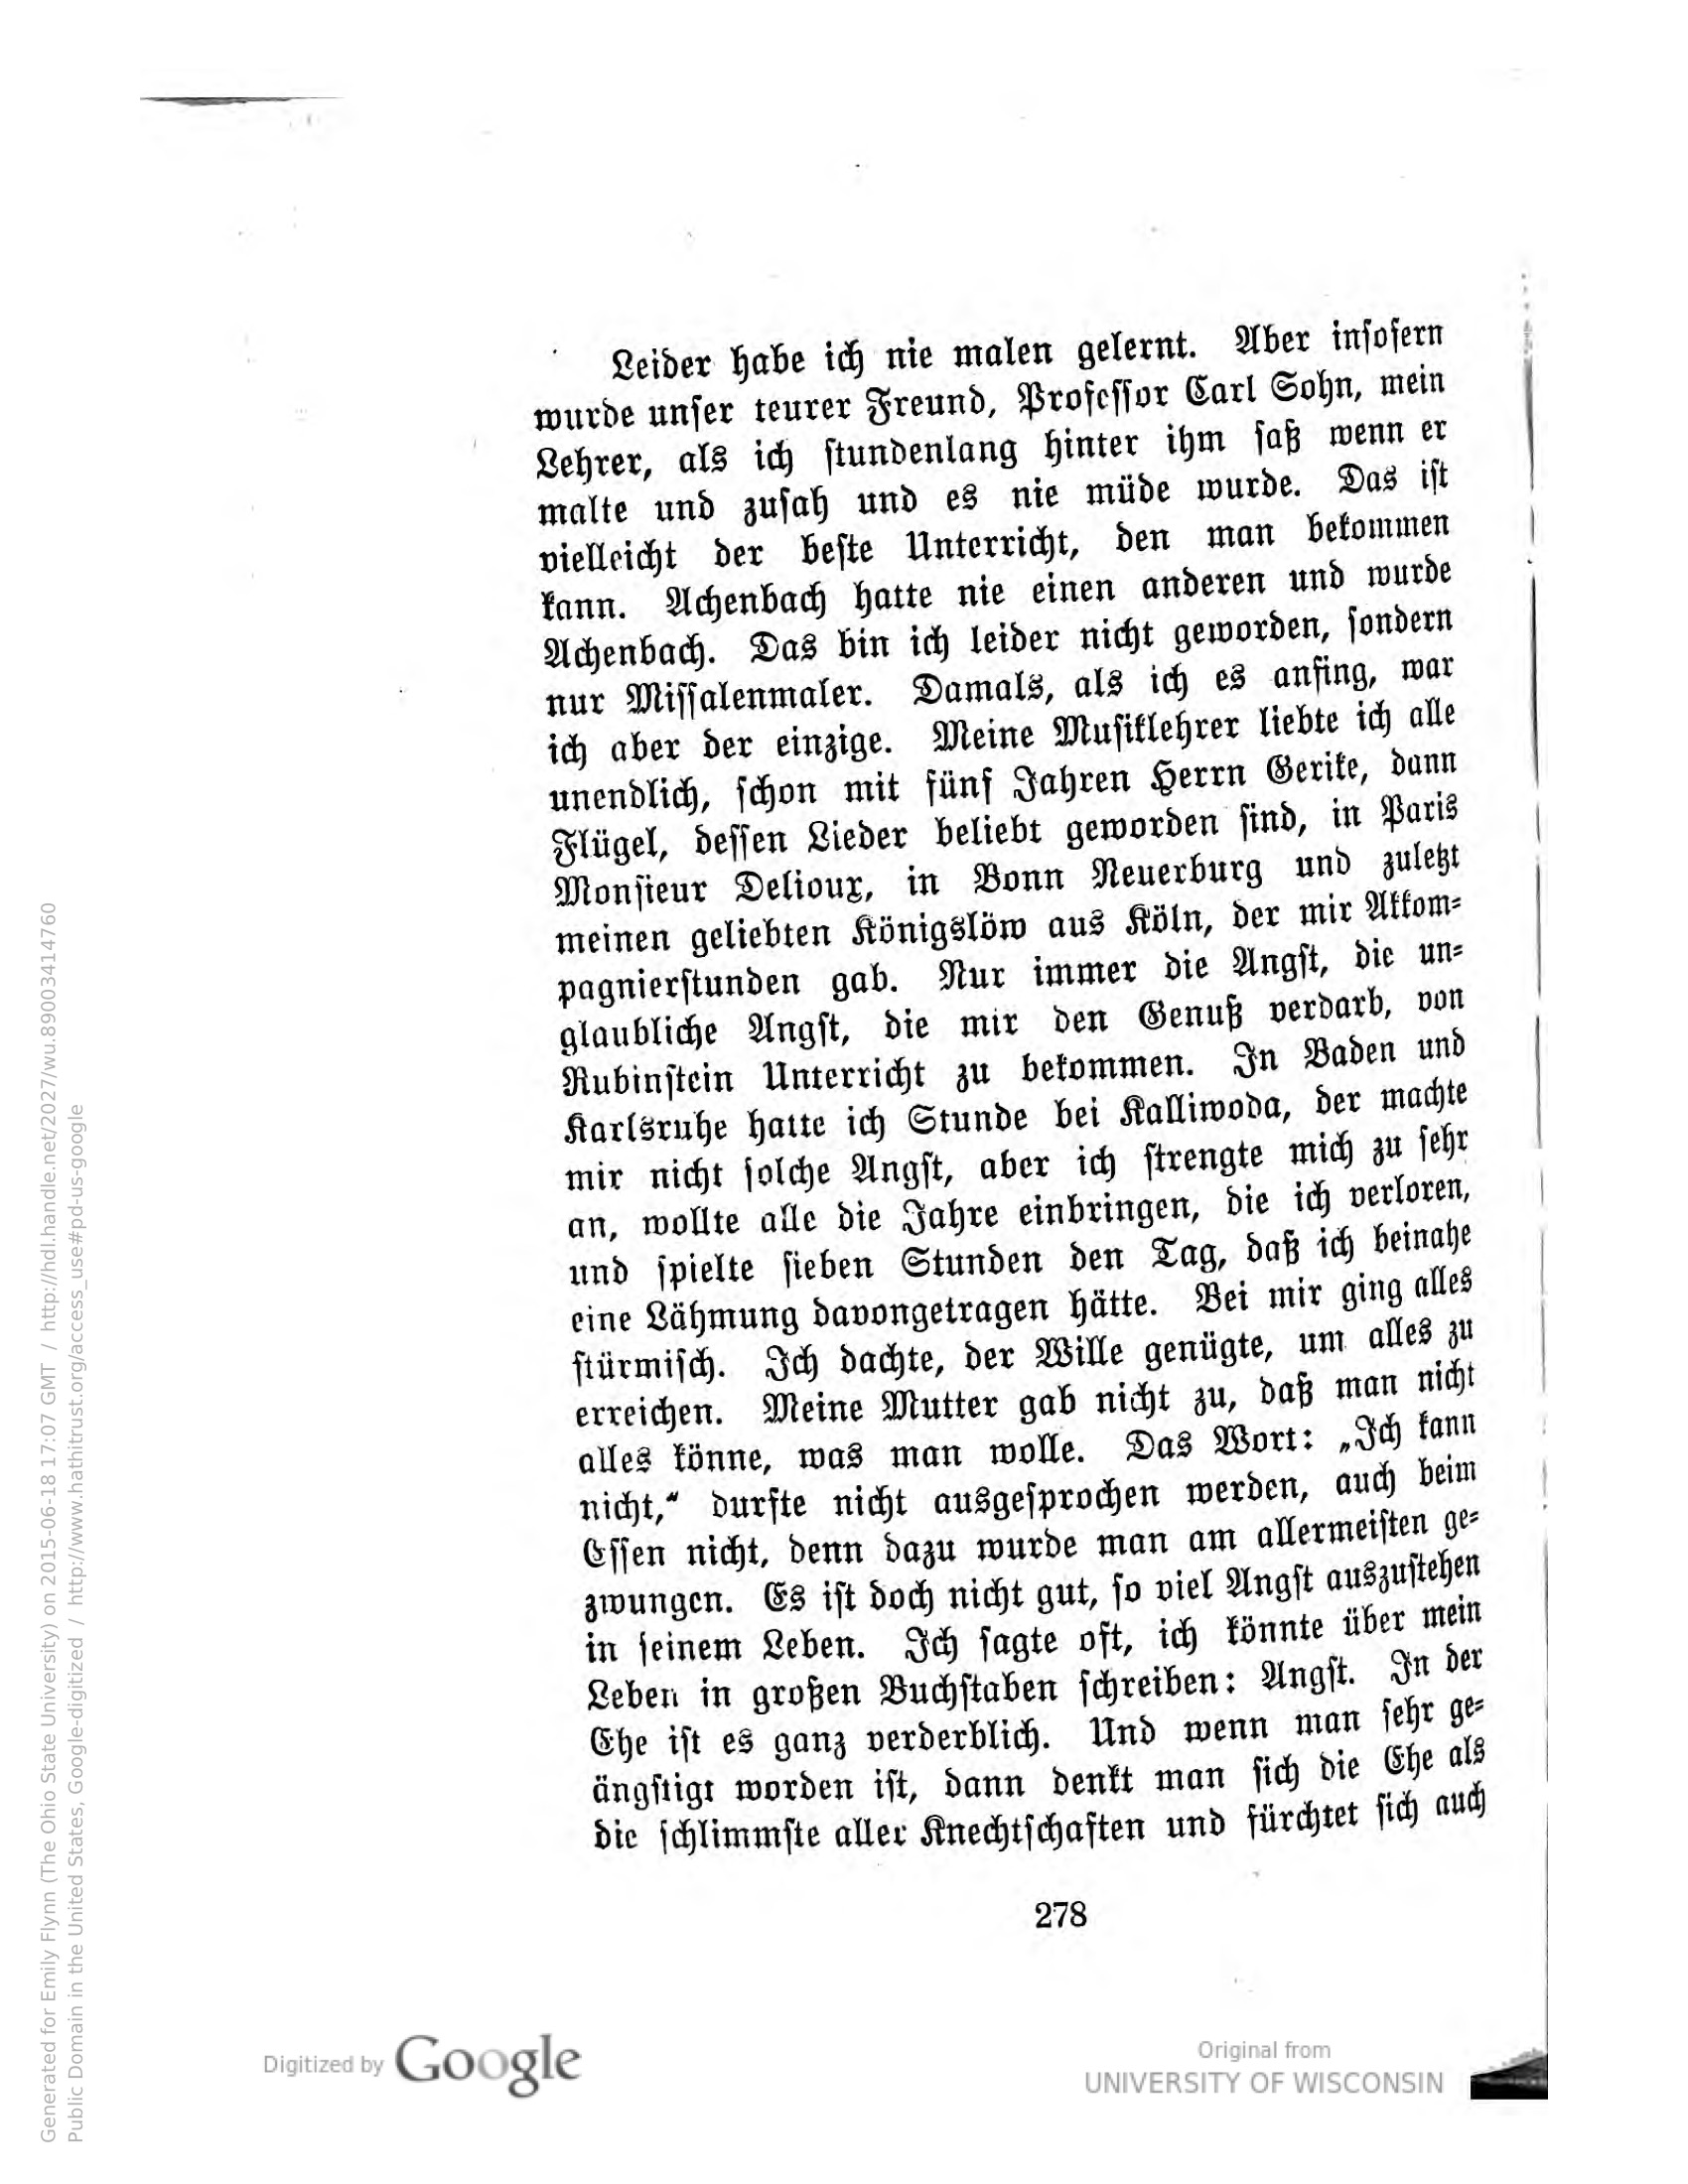 Leider habe ich nie malen gelernt. Aber insofern
wurde unser teurer Freund, Professor Carl Sohn, mein
Lehrer, als ich stundenlang hinter ihm saß wenn er
malte und zusah und es nie müde wurde. Das ist
vielleicht der beste Unterricht, den man bekommen
kann. Achenbach hatte nie einen anderen und wurde
Achenbach. Das bin ich leider nicht geworden, sondern
nur Missalenmaler. Damals, als ich es anfing, war
ich aber der einzige. Meine Musiklehrer liebte ich alle
unendlich, schon mit fünf Jahren Herrn Gerike, dann
Flügel, dessen Lieder beliebt geworden sind, in Paris
Monsieur Delioux, in Bonn Neuerburg und zuletzt
meinen geliebten Königslöw aus Köln, der mir Akkom-
pagnierstunden gab. Nur immer die Angst, die un-
glaubliche Angst, die mir den Genuß verdarb, von
Rubinstein Unterricht zu bekommen. In Baden und
Karlsruhe hatte ich Stunde bei Kalliwoda, der machte
mir nicht solche Angst, aber ich strengte mich zu sehr
an, wollte alle die Jahre einbringen, die ich verloren,
und spielte sieben Stunden den Tag, daß ich beinahe
eine Lähmung davongetragen hätte. Bei mir ging alles
stürmisch. Ich dachte, der Wille genügte, um alles zu
erreichen. Meine Mutter gab nicht zu, daß man nicht
alles könne, was man wolle. Das Wort: „Ich kann
nicht,“ durfte nicht ausgesprochen werden, auch beim
Essen nicht, denn dazu wurde man am allermeisten ge-
zwungen. Es ist doch nicht gut, so viel Angst auszustehen
in seinem Leben. Ich sagte oft, ich könnte über mein
Leben in großen Buchstaben schreiben: Angst. In der
Ehe ist es ganz verderblich. Und wenn man sehr ge-
ängstigt worden ist, dann denkt man sich die Ehe als
die schlimmste aller Knechtschaften und fürchtet sich auch
278
Digitized by Google
Original from
UNIVERSITY OF WISCONSIN
Generated for Emily Flynn (The Ohio State University) on 2015-06-18 17:07 GMT / http://hdl.handle.net/2027/wu.89003414760
Public Domain in the United States, Google-digitized / http://www.hathitrust.org/access_use#pd-us-google